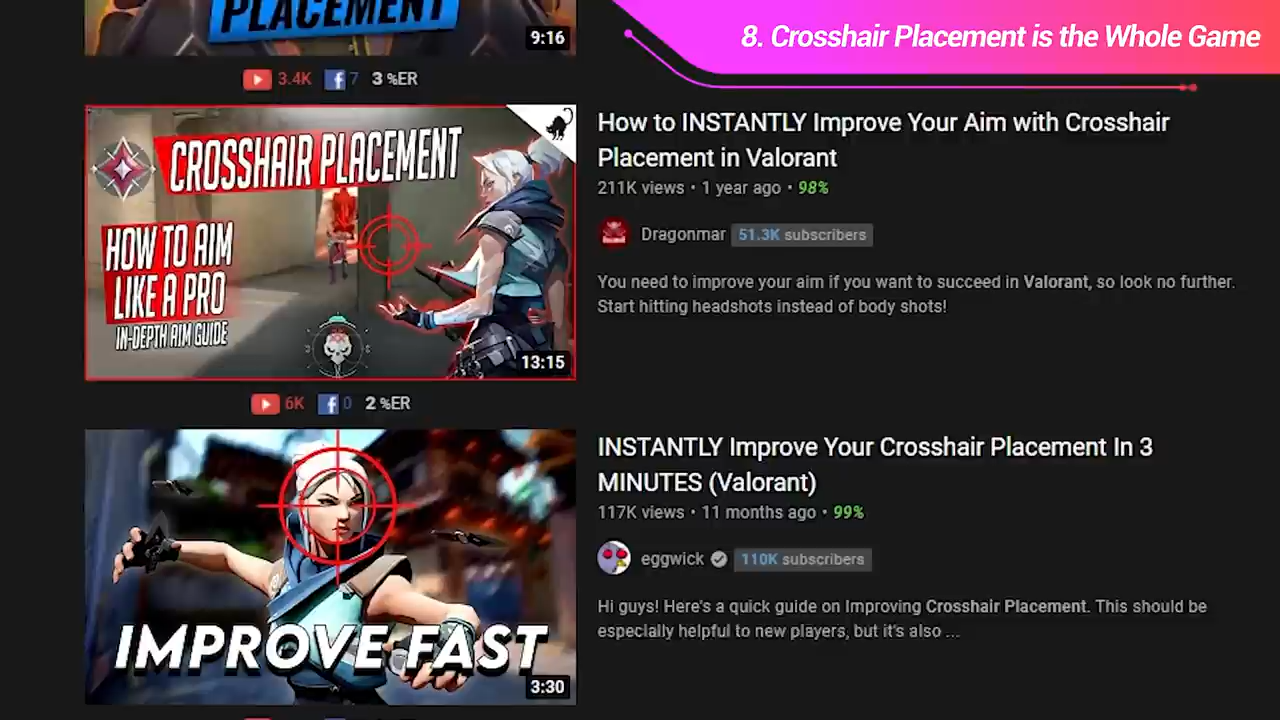 PLACEMENT
9:16
8. Crosshair Placement is the Whole Game
3.4K 7 3 %ER
CROSSHAIR PLACEMENT
HOW TO AIM
LIKE A PRO
IN-DEPTH AIM GUIDE
13:15
How to INSTANTLY Improve Your Aim with Crosshair
Placement in Valorant
211K views • 1 year ago • 98%
Dragonmar 51.3K subscribers
You need to improve your aim if you want to succeed in Valorant, so look no further.
Start hitting headshots instead of body shots!
6K 0 2 %ER
IMPROVE FAST
3:30
INSTANTLY Improve Your Crosshair Placement In 3
MINUTES (Valorant)
117K views • 11 months ago • 99%
eggwick 110K subscribers
Hi guys! Here's a quick guide on Improving Crosshair Placement. This should be
especially helpful to new players, but it's also ...